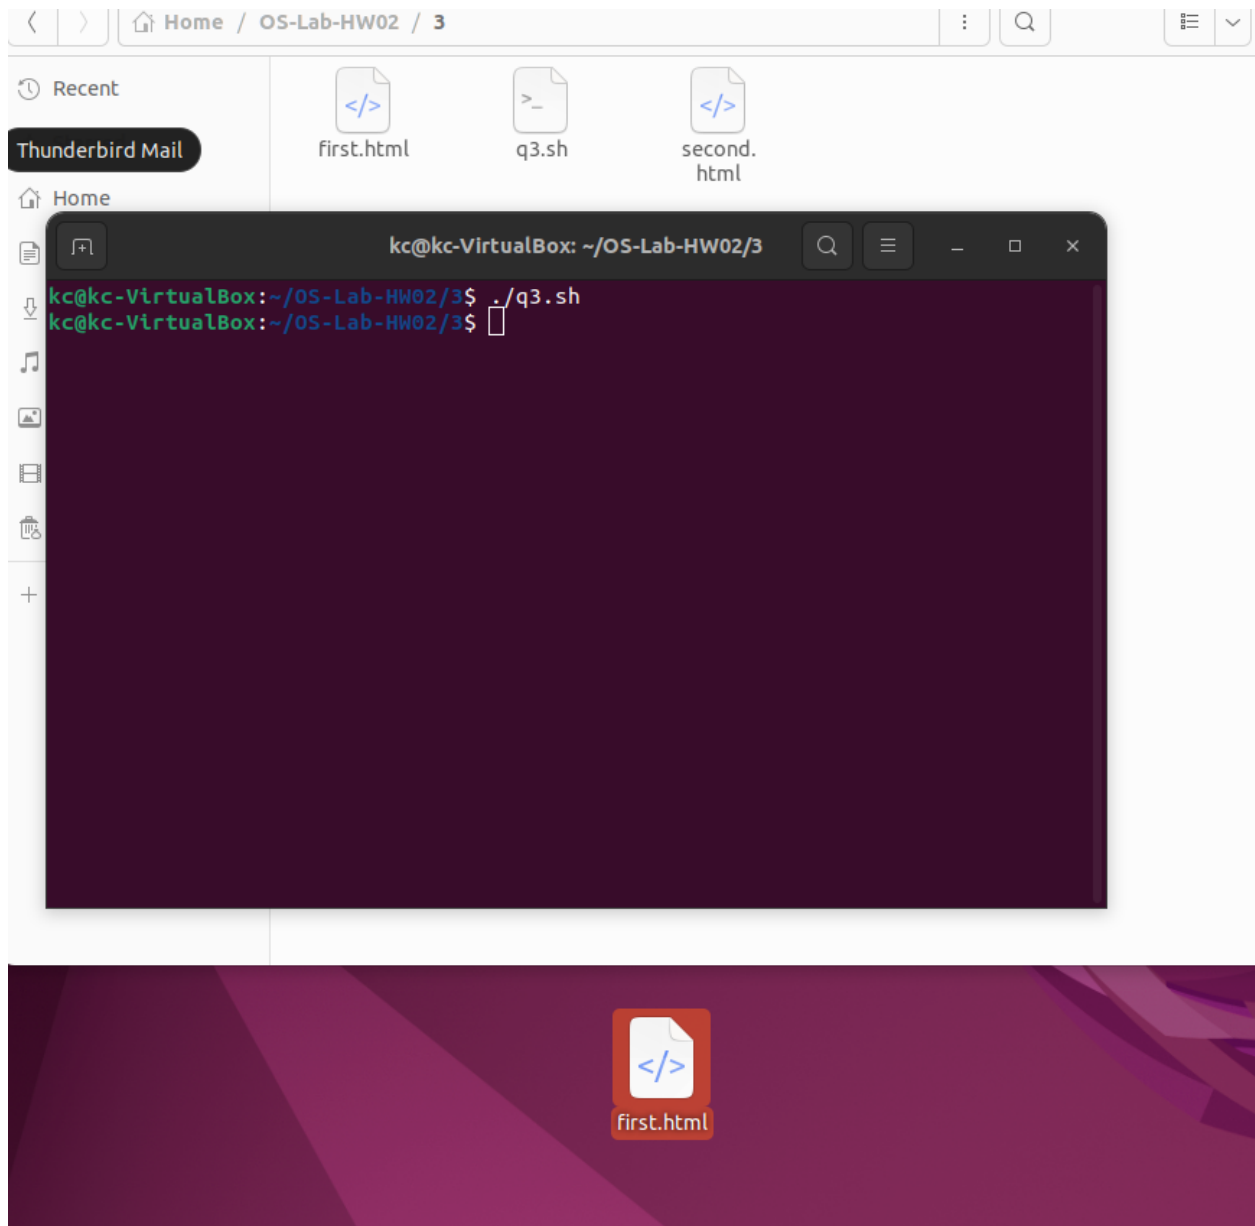 Home / OS-Lab-HW02 / 3
Recent
Thunderbird Mail
Home
first.html
q3.sh
second.
html
kc@kc-VirtualBox: ~/OS-Lab-HW02/3
kc@kc-VirtualBox:~/OS-Lab-HW02/3$ ./q3.sh
kc@kc-VirtualBox:~/OS-Lab-HW02/3$
first.html